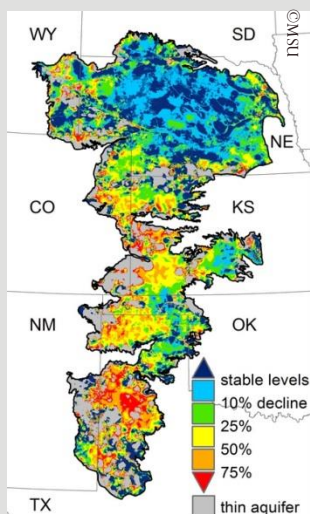 ©MSU
WY
SD
NE
CO
KS
NM
OK
stable levels
10% decline
25%
50%
75%
thin aquifer
TX